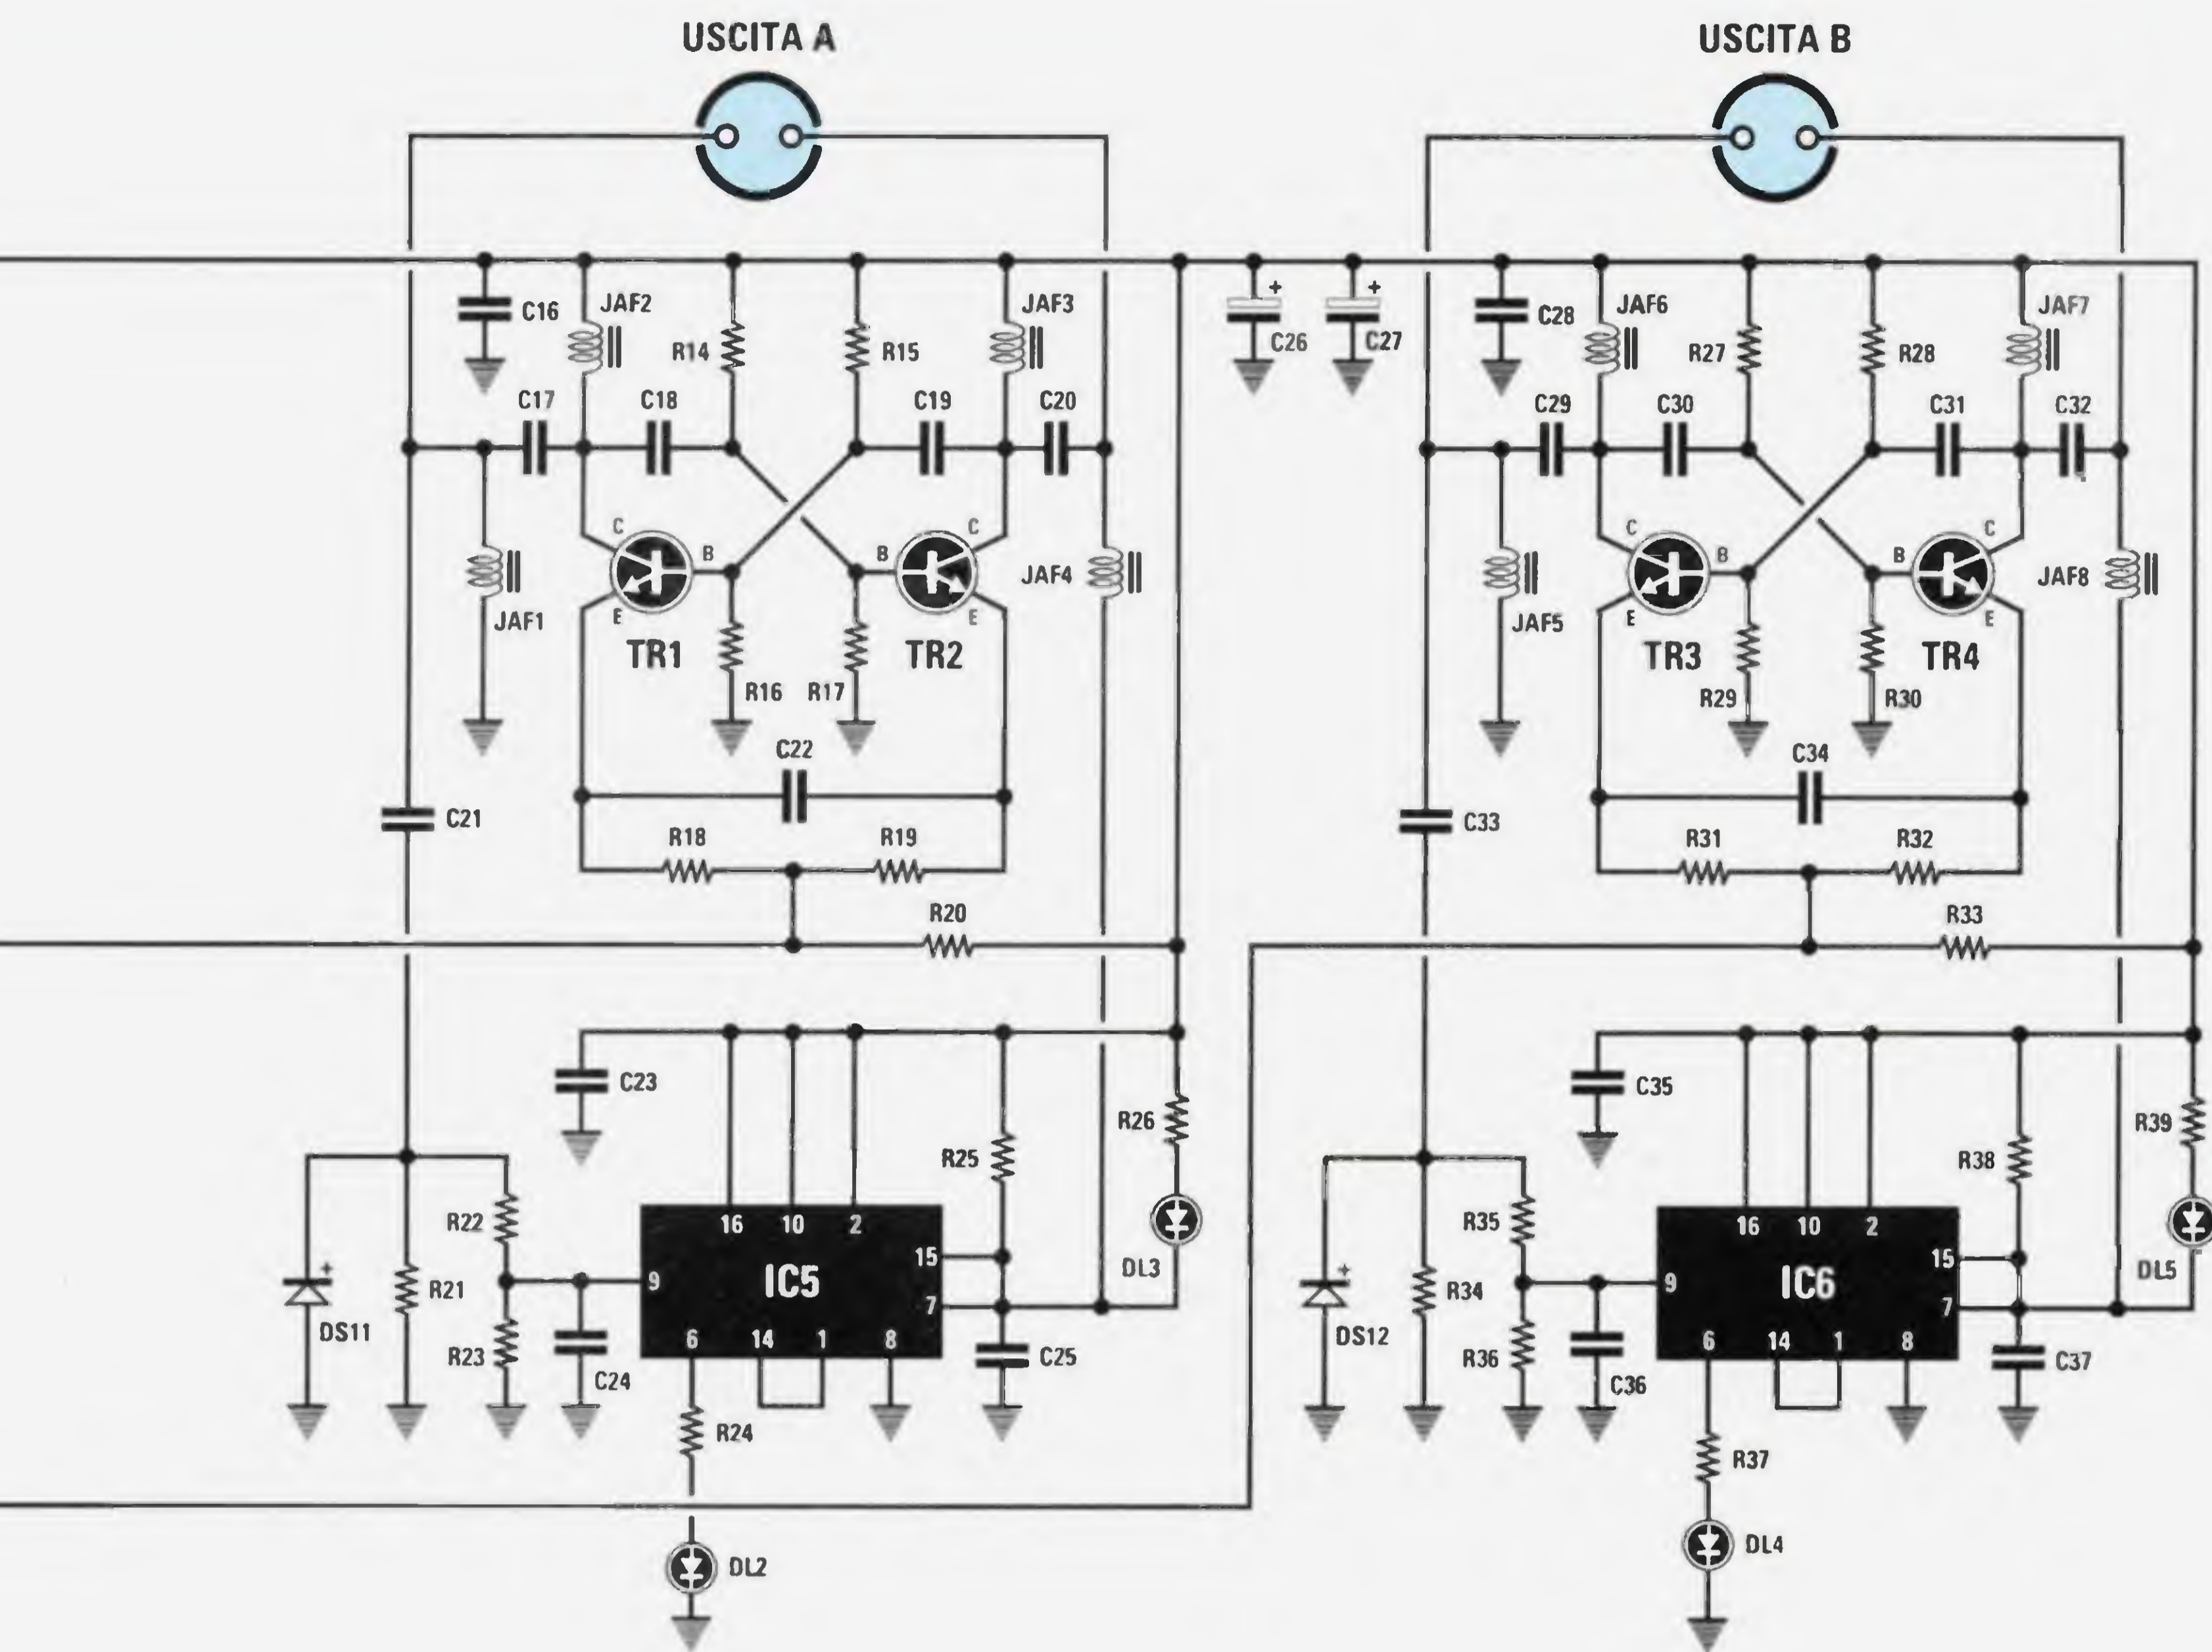 USCITA A
USCITA B
C16
JAF2
R14
R15
JAF3
+
C26
+
C27
C28
JAF6
R27
R28
JAF7
C17
C18
C19
C20
C29
C30
C31
C32
C
B
E
TR1
B
C
E
TR2
JAF1
JAF4
R16
R17
C
B
E
TR3
B
C
E
TR4
JAF5
JAF8
R29
R30
C22
C34
C21
C33
R18
R19
R31
R32
R20
R33
C23
R25
R26
C35
R38
R39
R22
16
10
2
15
IC5
9
7
6
14
1
8
DL3
+
DS11
R21
R23
C24
C25
R24
DL2
R35
16
10
2
15
IC6
9
7
6
14
1
8
DL5
+
DS12
R34
R36
C36
C37
R37
DL4